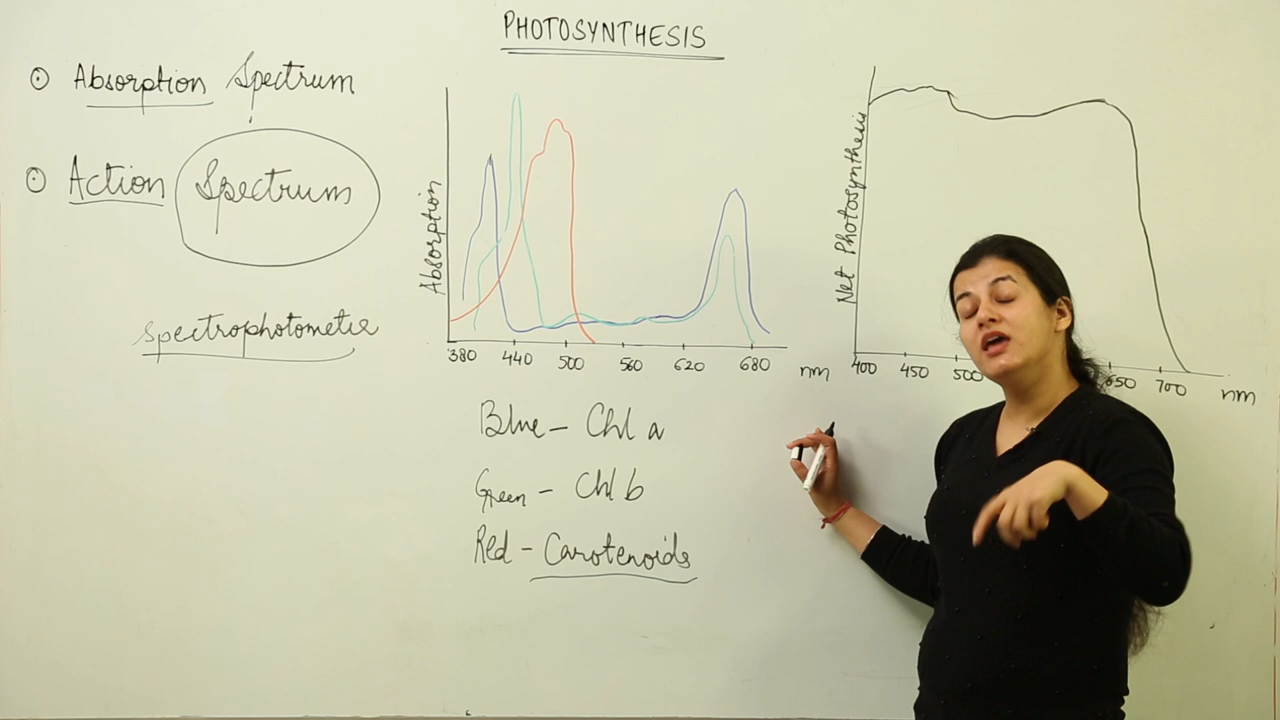 PHOTOSYNTHESIS
Absorption Spectrum
Action Spectrum
spectrophotometer
Absorption
380 440 500 560 620 680 nm
Blue - Chl a
Green - Chl b
Red - Carotenoids
Net Photosynthesis
400 450 500 650 700 nm